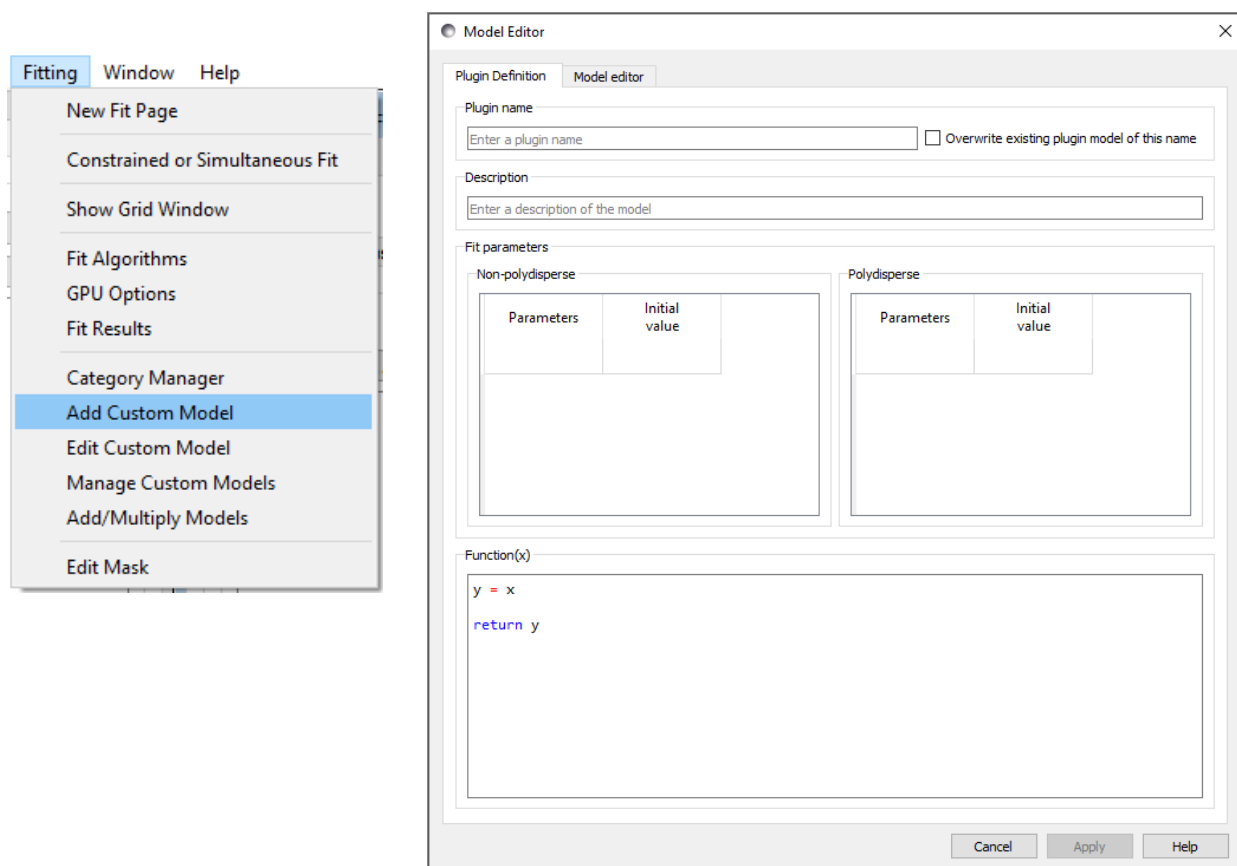 Fitting Window Help
New Fit Page
Constrained or Simultaneous Fit
Show Grid Window
Fit Algorithms
GPU Options
Fit Results
Category Manager
Add Custom Model
Edit Custom Model
Manage Custom Models
Add/Multiply Models
Edit Mask
Model Editor
Plugin Definition Model editor
Plugin name
Enter a plugin name Overwrite existing plugin model of this name
Description
Enter a description of the model
Fit parameters
Non-polydisperse Polydisperse
Parameters Initial value Parameters Initial value
Function(x)
y = x
return y
Cancel Apply Help